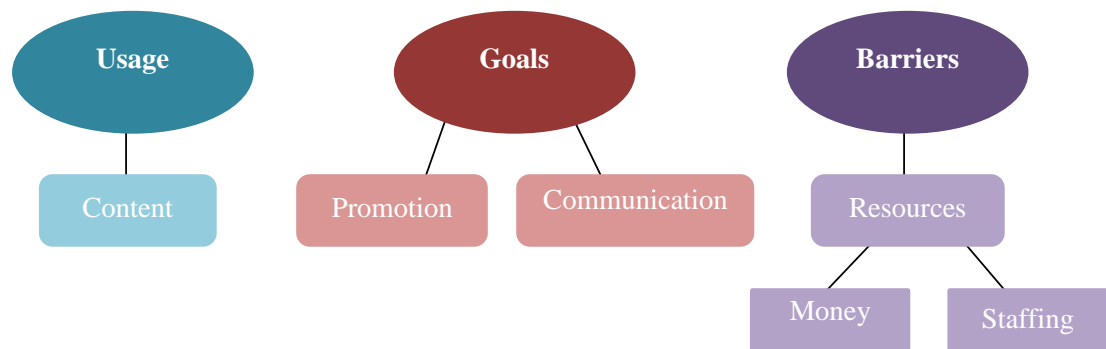 Usage
Goals
Barriers
Content
Promotion
Communication
Resources
Money
Staffing